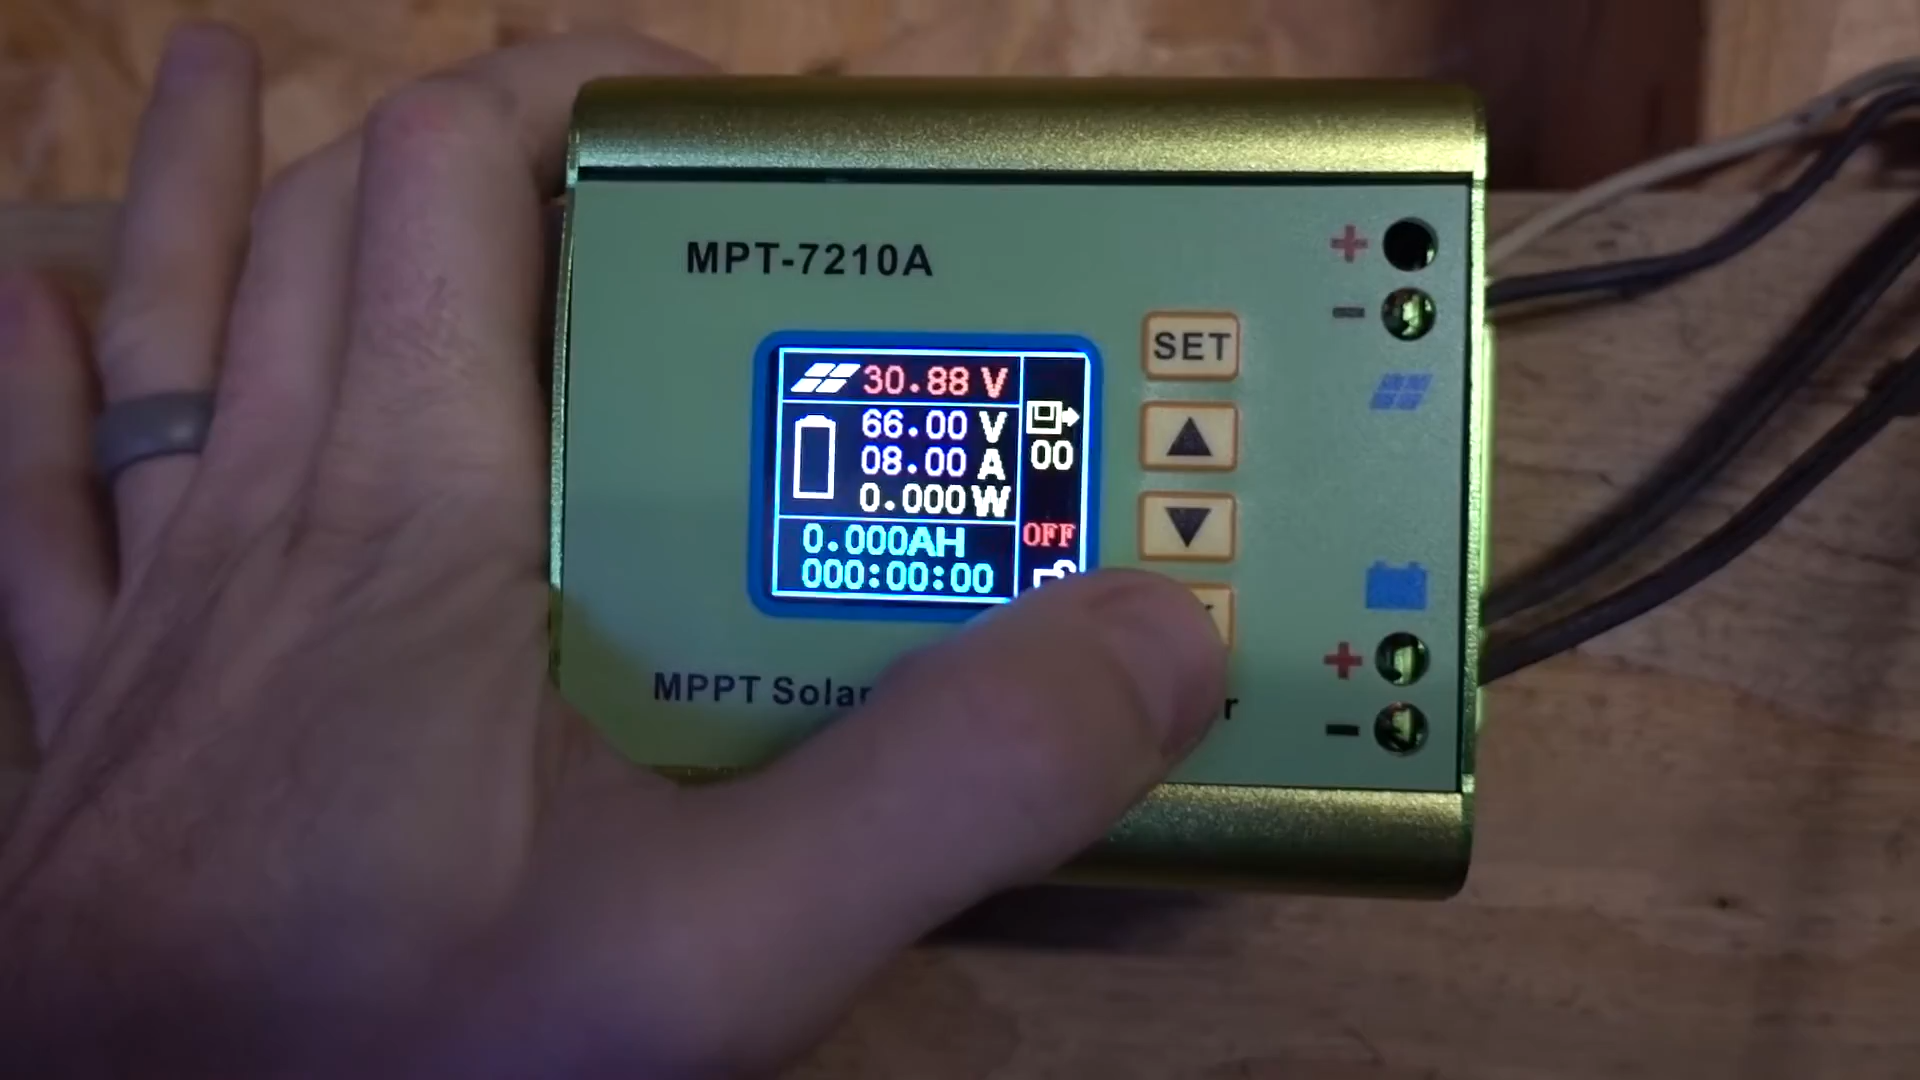 MPT-7210A
SET
30.88 V
66.00 V
08.00 A
0.000 W
00
OFF
0.000AH
000:00:00
MPPT Solar
+
-
+
-